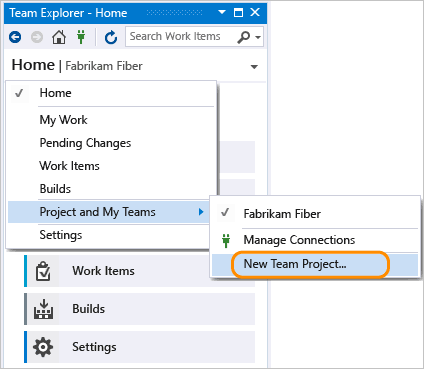 Team Explorer - Home
Search Work Items
Home | Fabrikam Fiber
Home
My Work
Pending Changes
Work Items
Builds
Project and My Teams
Settings
Fabrikam Fiber
Manage Connections
New Team Project...
Work Items
Builds
Settings